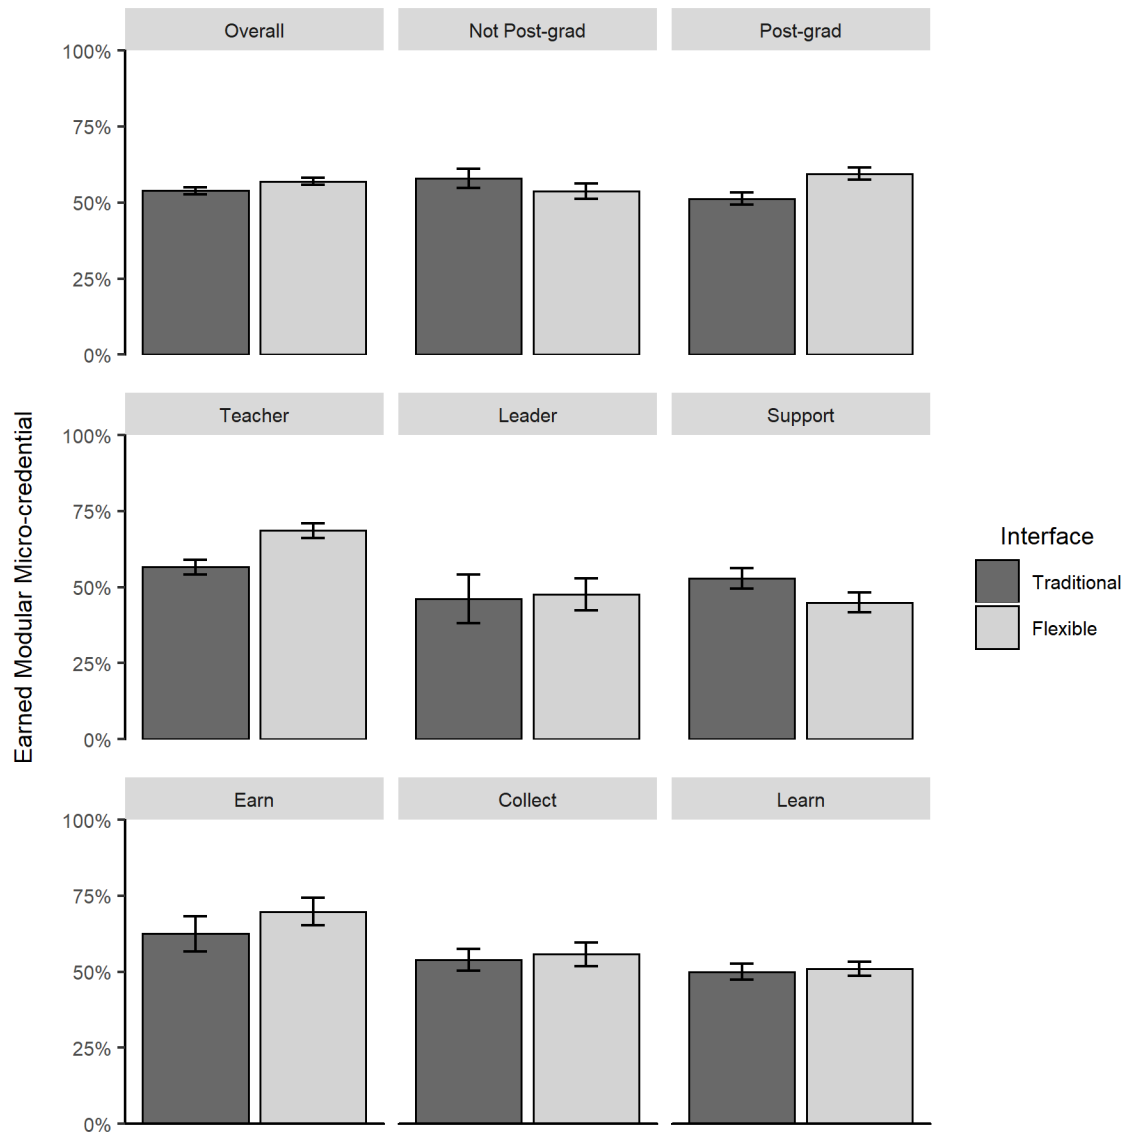 Overall
Not Post-grad
Post-grad
100%
75%
50%
25%
0%
Teacher
Leader
Support
100%
75%
50%
25%
0%
Earn
Collect
Learn
100%
75%
50%
25%
0%
Earned Modular Micro-credential
Interface
Traditional
Flexible